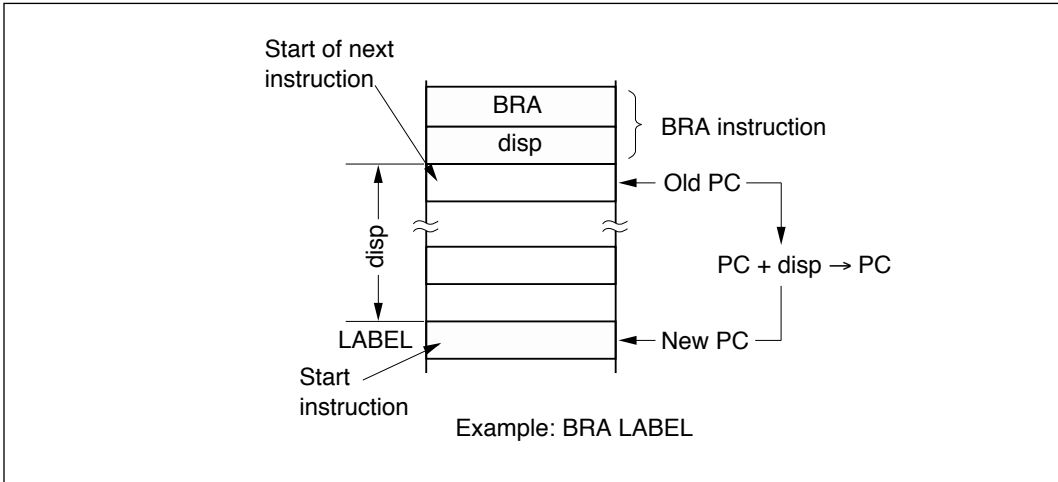 Start of next
instruction
BRA
disp
BRA instruction
Old PC
disp
PC + disp → PC
LABEL
New PC
Start
instruction
Example: BRA LABEL